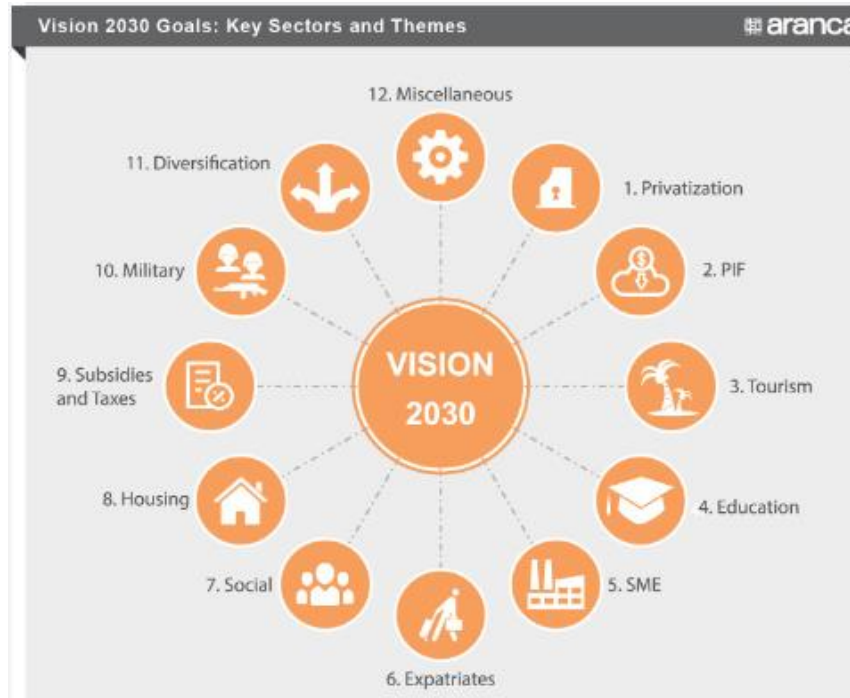 Vision 2030 Goals: Key Sectors and Themes
aranca
12. Miscellaneous
11. Diversification
1. Privatization
10. Military
2. PIF
VISION
2030
9. Subsidies
and Taxes
3. Tourism
8. Housing
4. Education
7. Social
5. SME
6. Expatriates